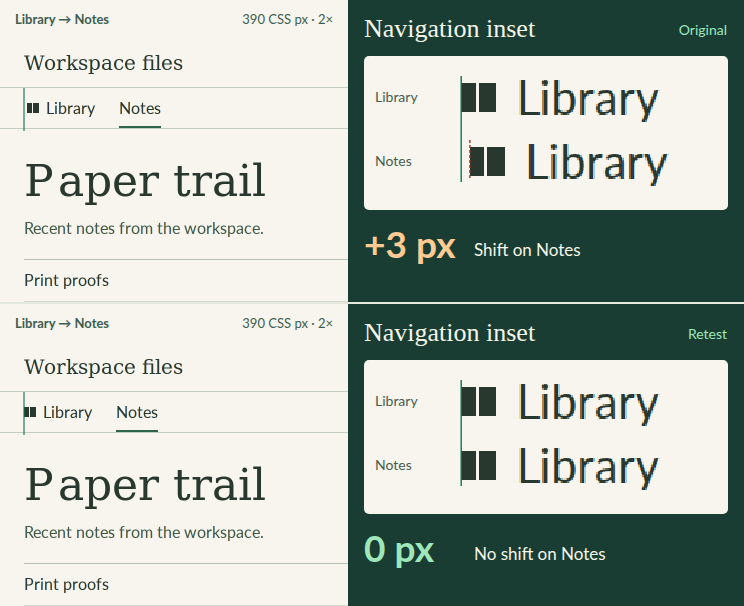 Library → Notes
390 CSS px · 2×
Workspace files
Library Notes
Paper trail
Recent notes from the workspace.
Print proofs
Navigation inset
Original
Library Library
Notes Library
+3 px Shift on Notes
Library → Notes
390 CSS px · 2×
Workspace files
Library Notes
Paper trail
Recent notes from the workspace.
Print proofs
Navigation inset
Retest
Library Library
Notes Library
0 px No shift on Notes